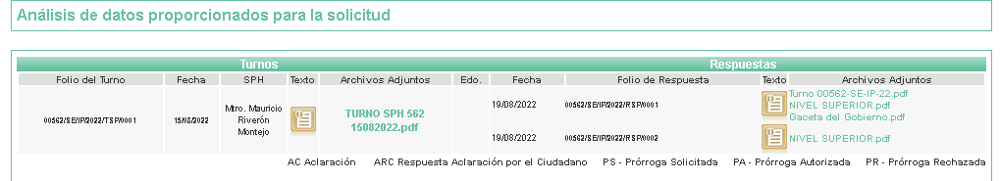 Análisis de datos proporcionados para la solicitud
Turnos Respuestas
Folio del Turno Fecha SPH Texto Archivos Adjuntos Edo. Fecha Folio de Respuesta Texto Archivos Adjuntos
00562/SE/IP/2022/TSP/0001 15/08/2022
Mtro. Mauricio
Riverón
Montejo
TURNO SPH 562
15082022.pdf
19/08/2022 00562/SE/IP/2022/RSP/0001
Turno 00562-SE-IP-22.pdf
NIVEL SUPERIOR.pdf
Gaceta del Gobierno.pdf
19/08/2022 00562/SE/IP/2022/RSP/0002 NIVEL SUPERIOR.pdf
AC Aclaración ARC Respuesta Aclaración por el Ciudadano PS - Prórroga Solicitada PA - Prórroga Autorizada PR - Prórroga Rechazada